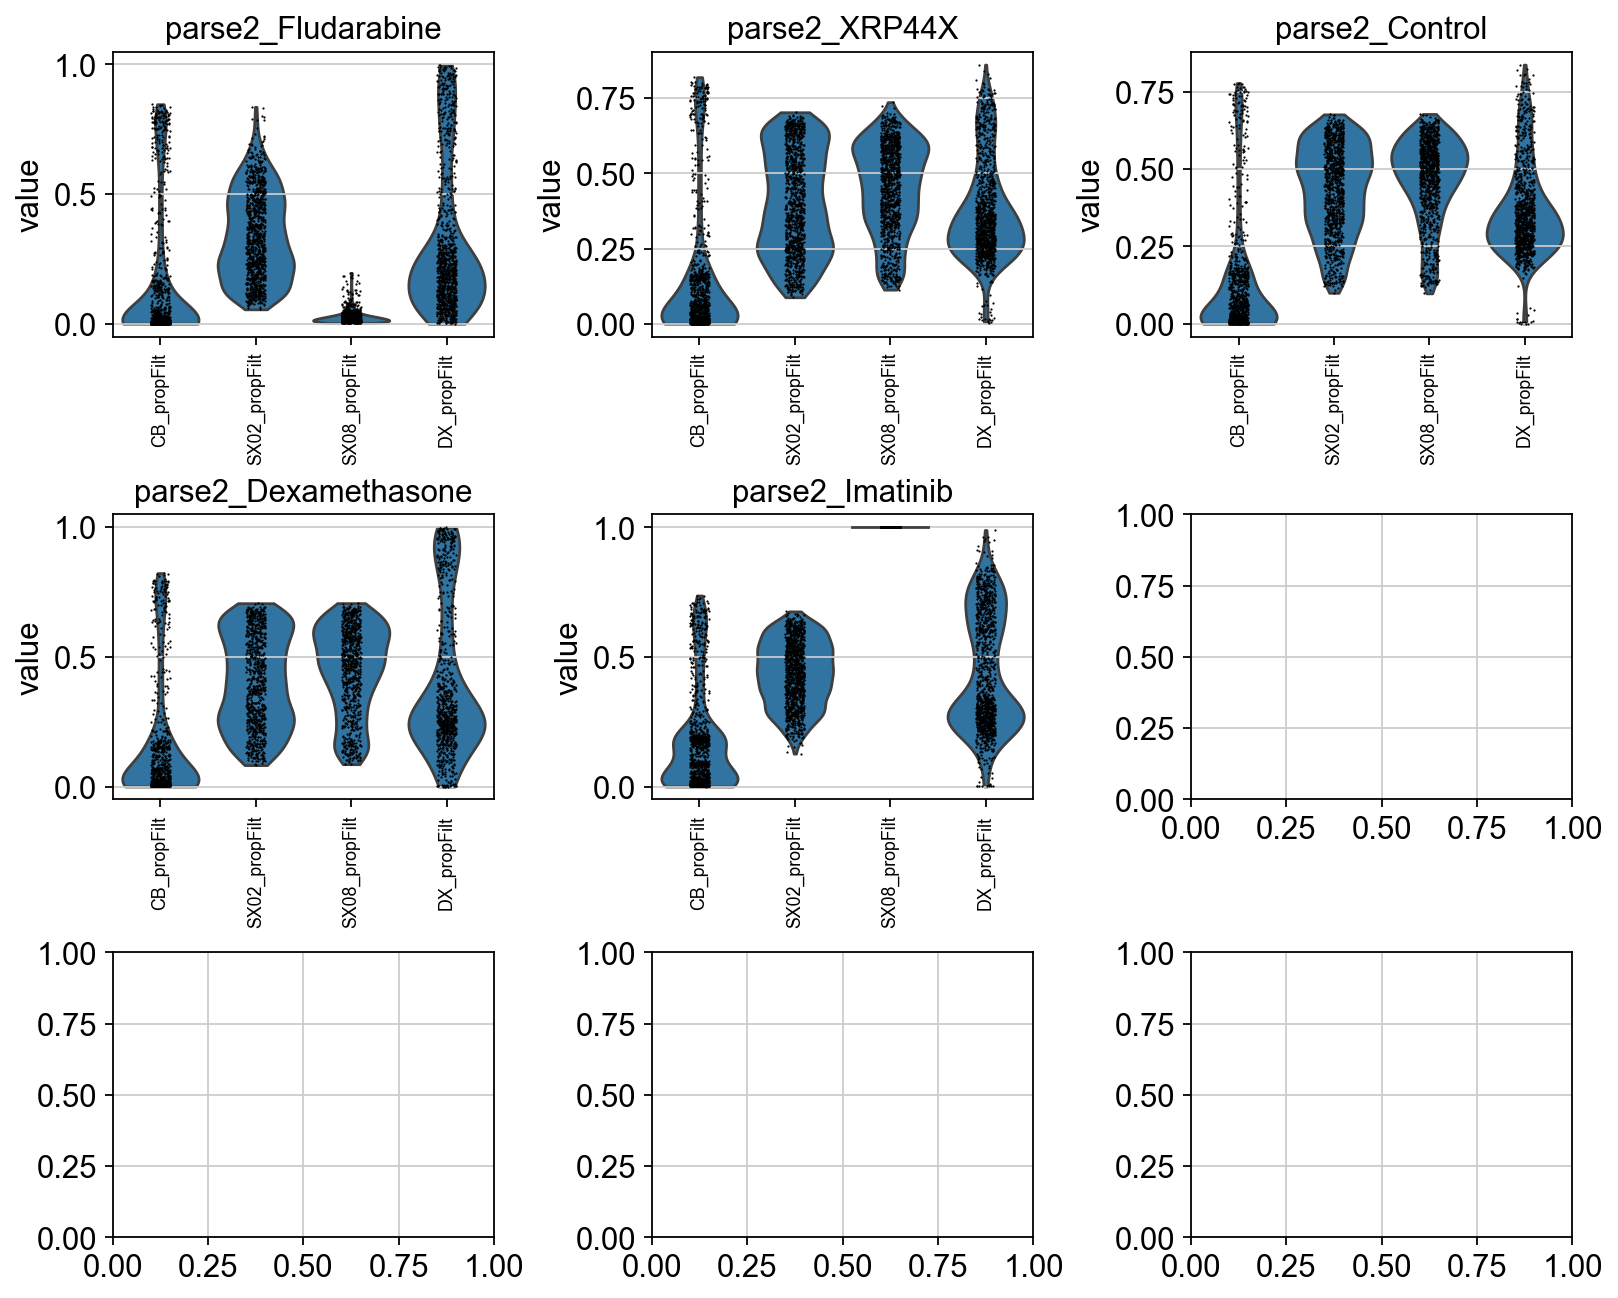 parse2_Fludarabine
parse2_XRP44X
parse2_Control
1.0
0.5
0.0
value
0.75
0.50
0.25
0.00
value
0.75
0.50
0.25
0.00
value
CB_propFilt
SX02_propFilt
SX08_propFilt
DX_propFilt
CB_propFilt
SX02_propFilt
SX08_propFilt
DX_propFilt
CB_propFilt
SX02_propFilt
SX08_propFilt
DX_propFilt
parse2_Dexamethasone
parse2_Imatinib
1.0
0.5
0.0
value
1.0
0.5
0.0
value
1.00
0.75
0.50
0.25
0.00
0.00 0.25 0.50 0.75 1.00
CB_propFilt
SX02_propFilt
SX08_propFilt
DX_propFilt
CB_propFilt
SX02_propFilt
SX08_propFilt
DX_propFilt
1.00
0.75
0.50
0.25
0.00
0.00 0.25 0.50 0.75 1.00
1.00
0.75
0.50
0.25
0.00
0.00 0.25 0.50 0.75 1.00
1.00
0.75
0.50
0.25
0.00
0.00 0.25 0.50 0.75 1.00